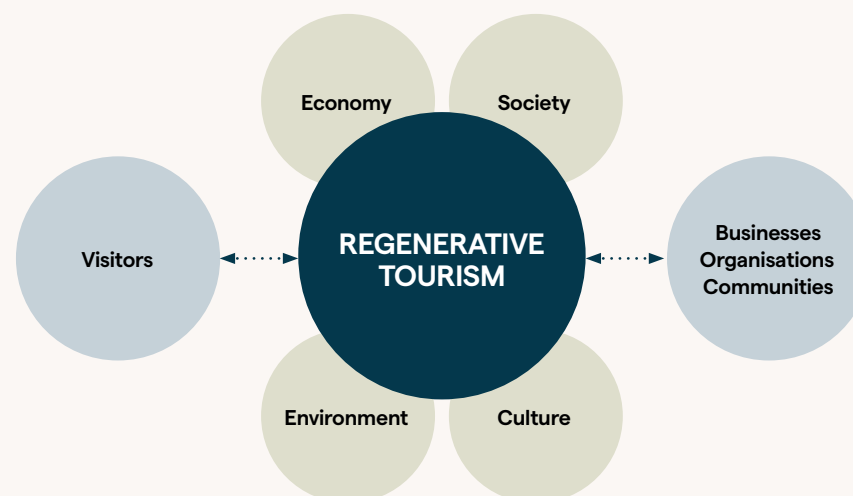 Economy
Society
Visitors
REGENERATIVE
TOURISM
Businesses
Organisations
Communities
Environment
Culture